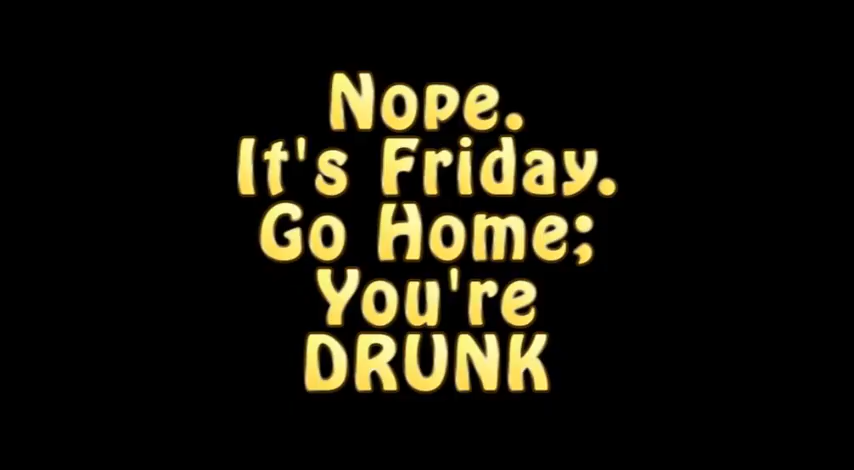 Nope.
It's Friday.
Go Home;
You're
DRUNK